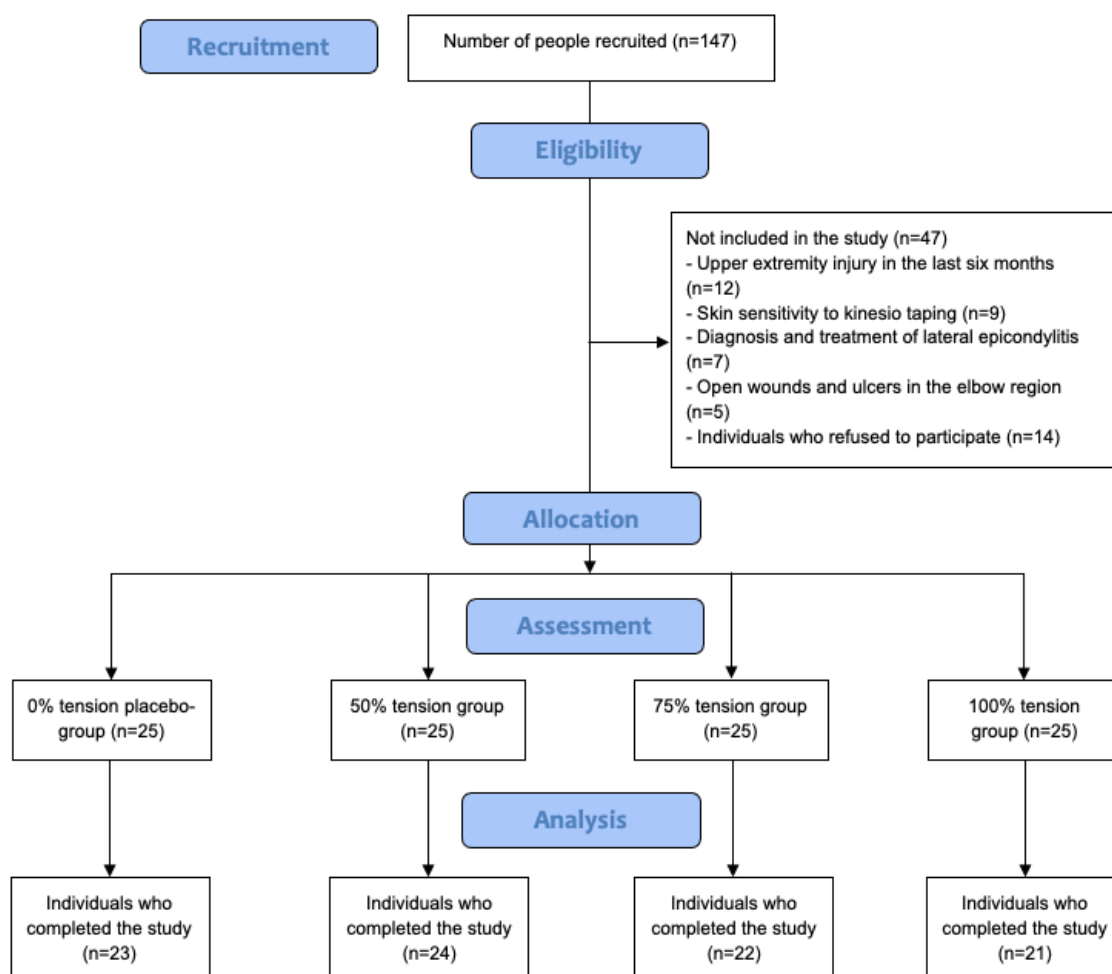 Recruitment
Number of people recruited (n=147)
Eligibility
Not included in the study (n=47)
- Upper extremity injury in the last six months
(n=12)
- Skin sensitivity to kinesio taping (n=9)
- Diagnosis and treatment of lateral epicondylitis
(n=7)
- Open wounds and ulcers in the elbow region
(n=5)
- Individuals who refused to participate (n=14)
Allocation
Assessment
0% tension placebo-
group (n=25)
50% tension group
(n=25)
75% tension group
(n=25)
100% tension
group (n=25)
Analysis
Individuals who
completed the study
(n=23)
Individuals who
completed the study
(n=24)
Individuals who
completed the study
(n=22)
Individuals who
completed the study
(n=21)